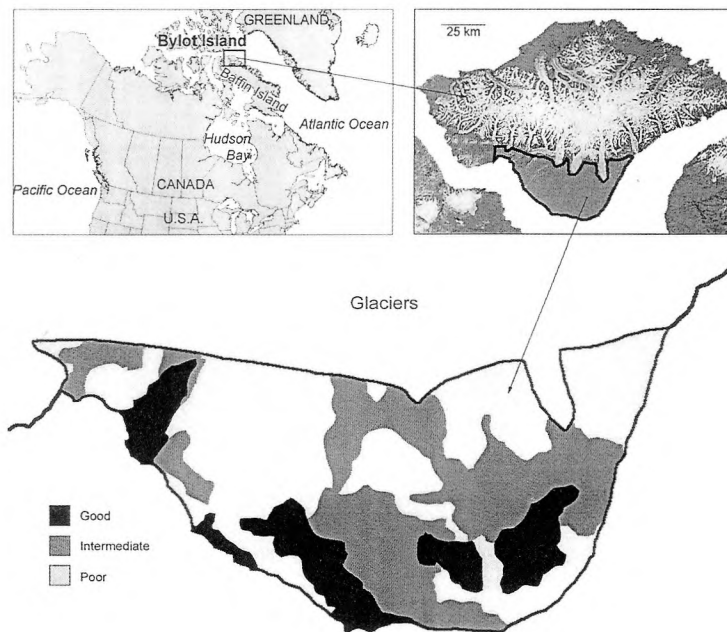 GREENLAND
Bylot Island
Baffin Island
Atlantic Ocean
Hudson
Bay
Pacific Ocean
CANADA
U.S.A.
25 km
Glaciers
Good
Intermediate
Poor